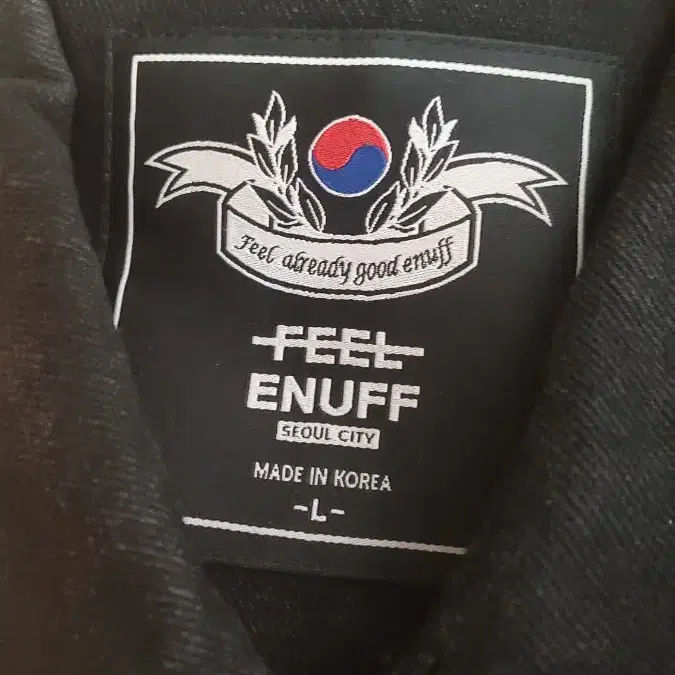 Feel already good enuff
FEEL
ENUFF
SEOUL CITY
MADE IN KOREA
-L-